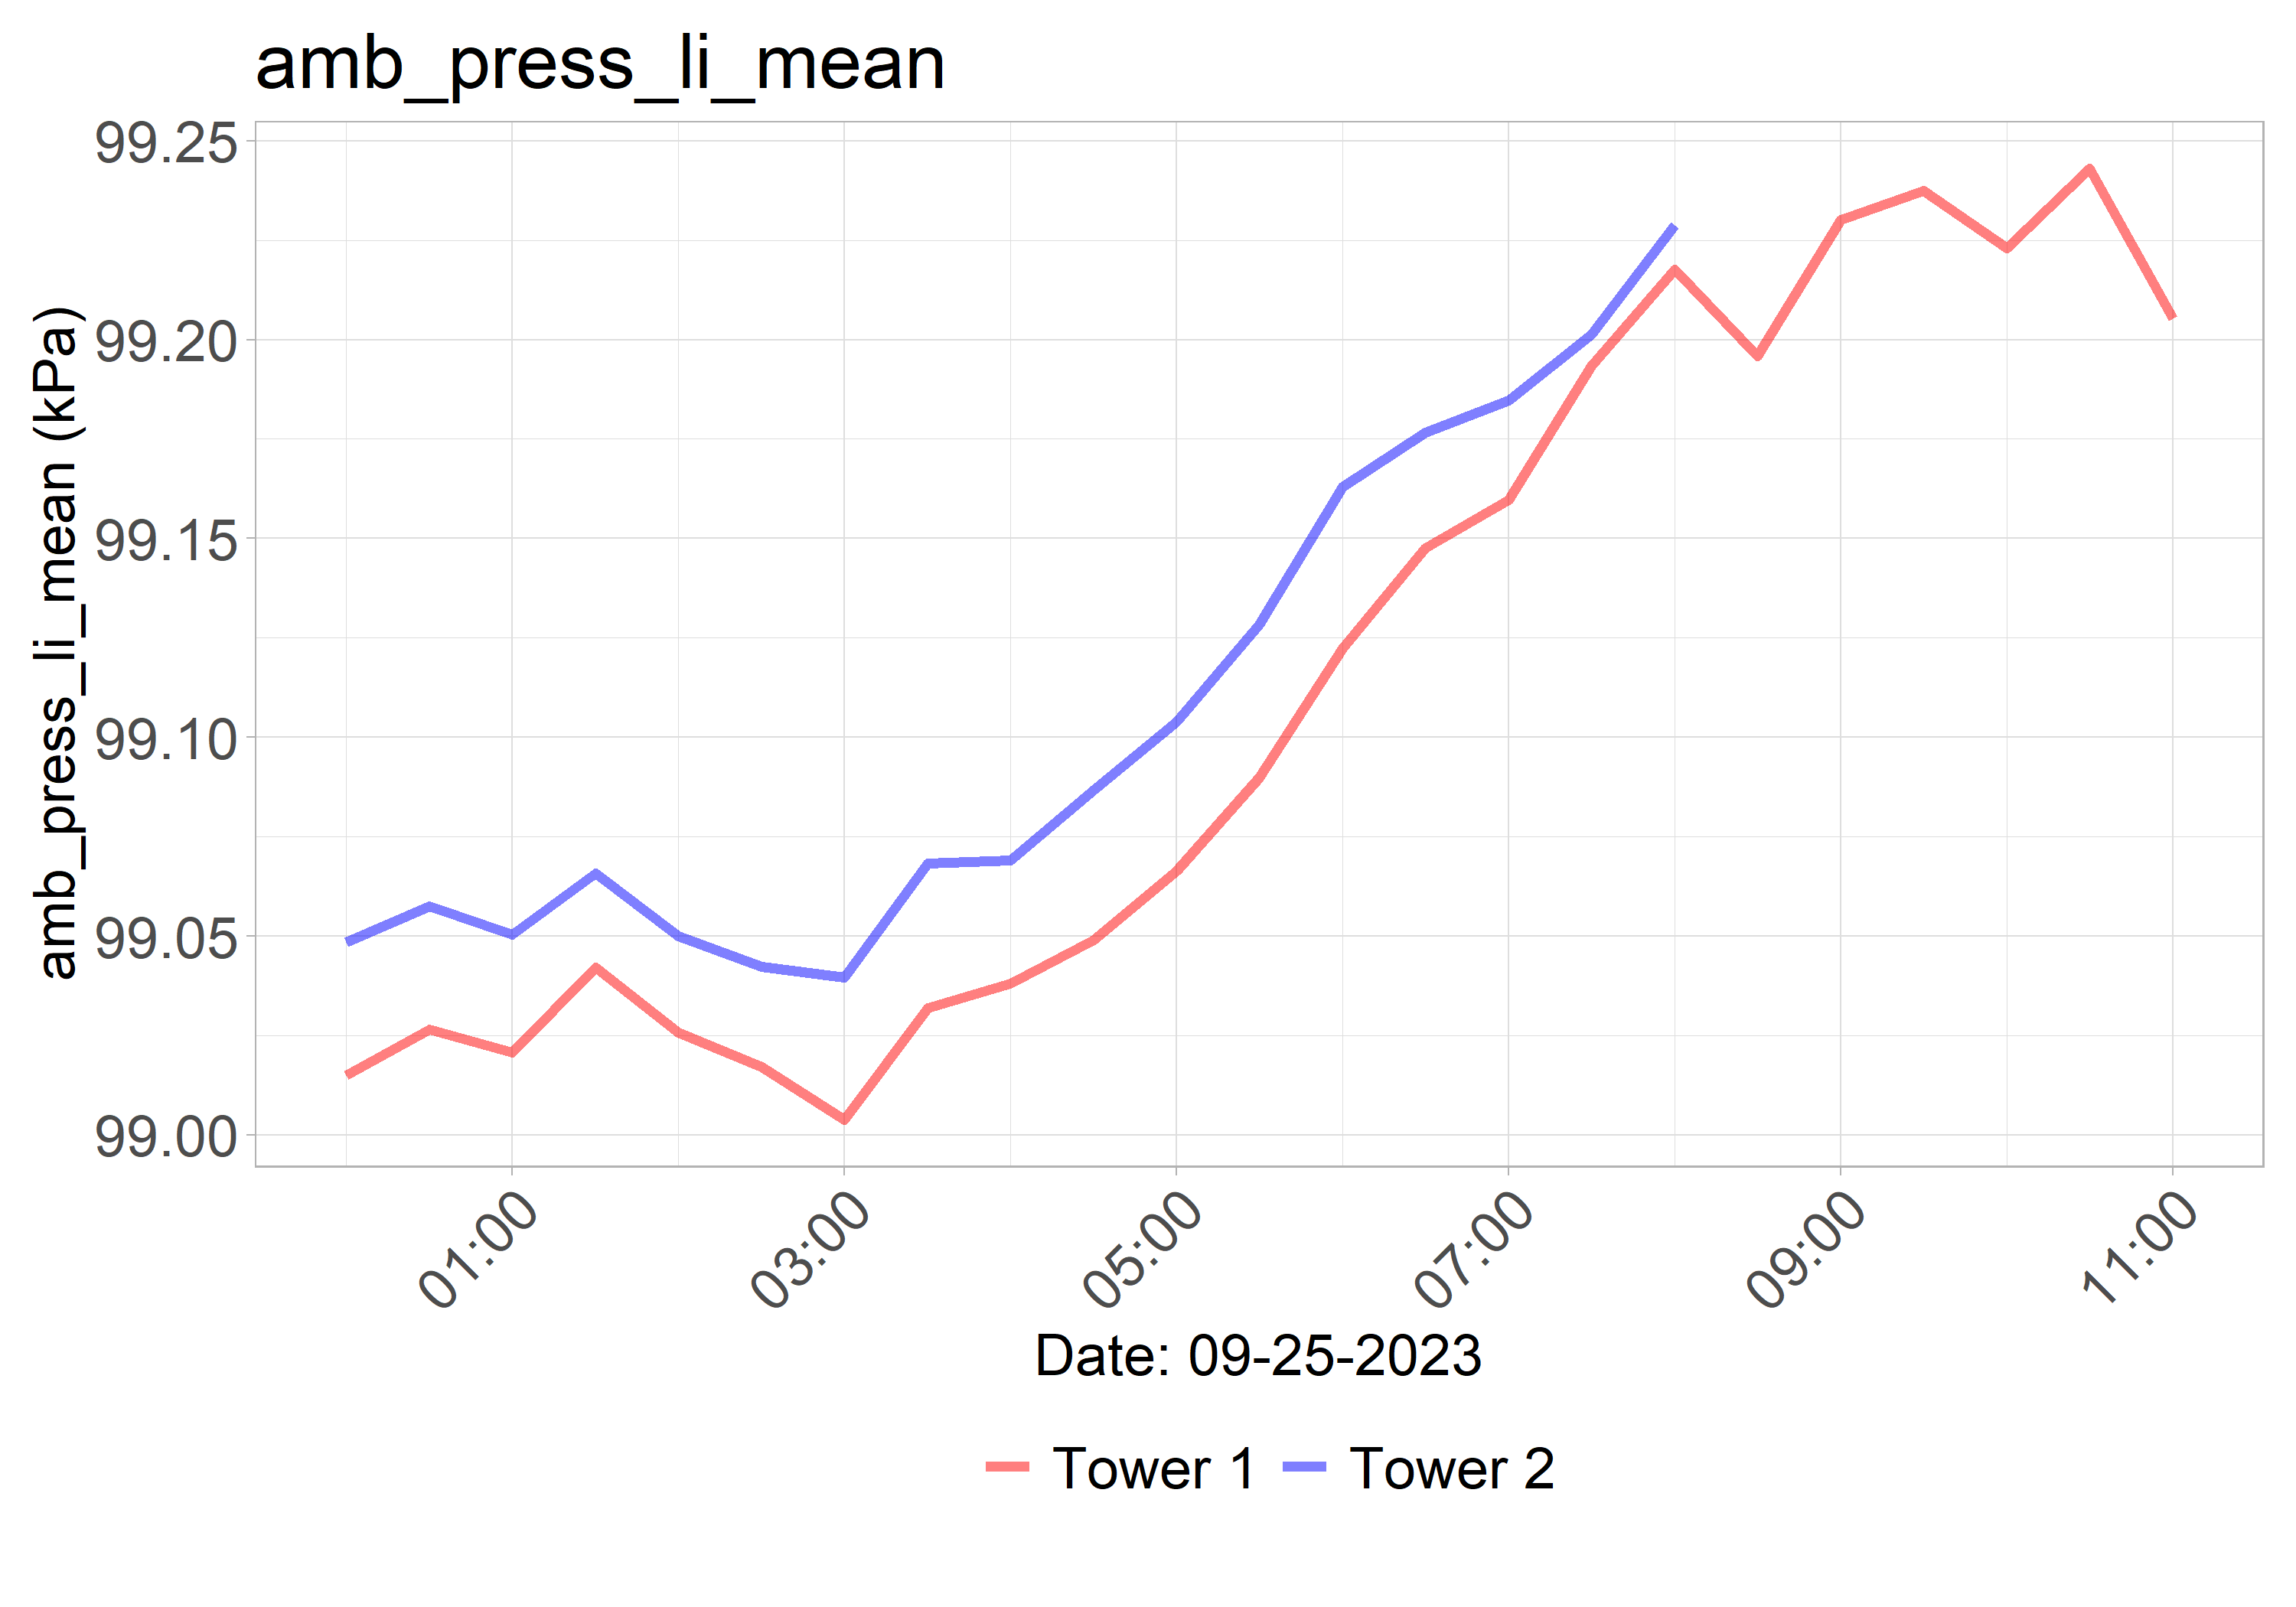 amb_press_li_mean
amb_press_li_mean (kPa)
99.25
99.20
99.15
99.10
99.05
99.00
01:00
03:00
05:00
07:00
09:00
11:00
Date: 09-25-2023
Tower 1
Tower 2